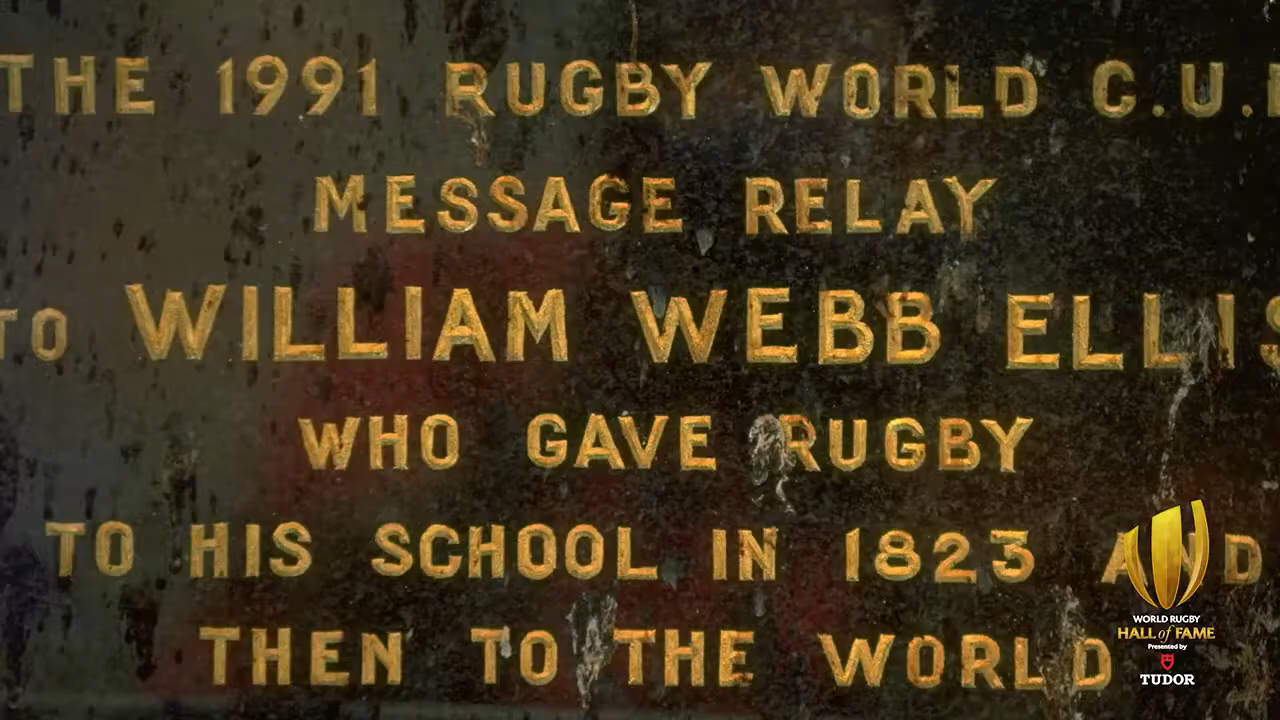 THE 1991 RUGBY WORLD C.U.
MESSAGE RELAY
TO WILLIAM WEBB ELLIS
WHO GAVE RUGBY
TO HIS SCHOOL IN 1823 AND
THEN TO THE WORLD
WORLD RUGBY
HALL of FAME
Presented by
TUDOR